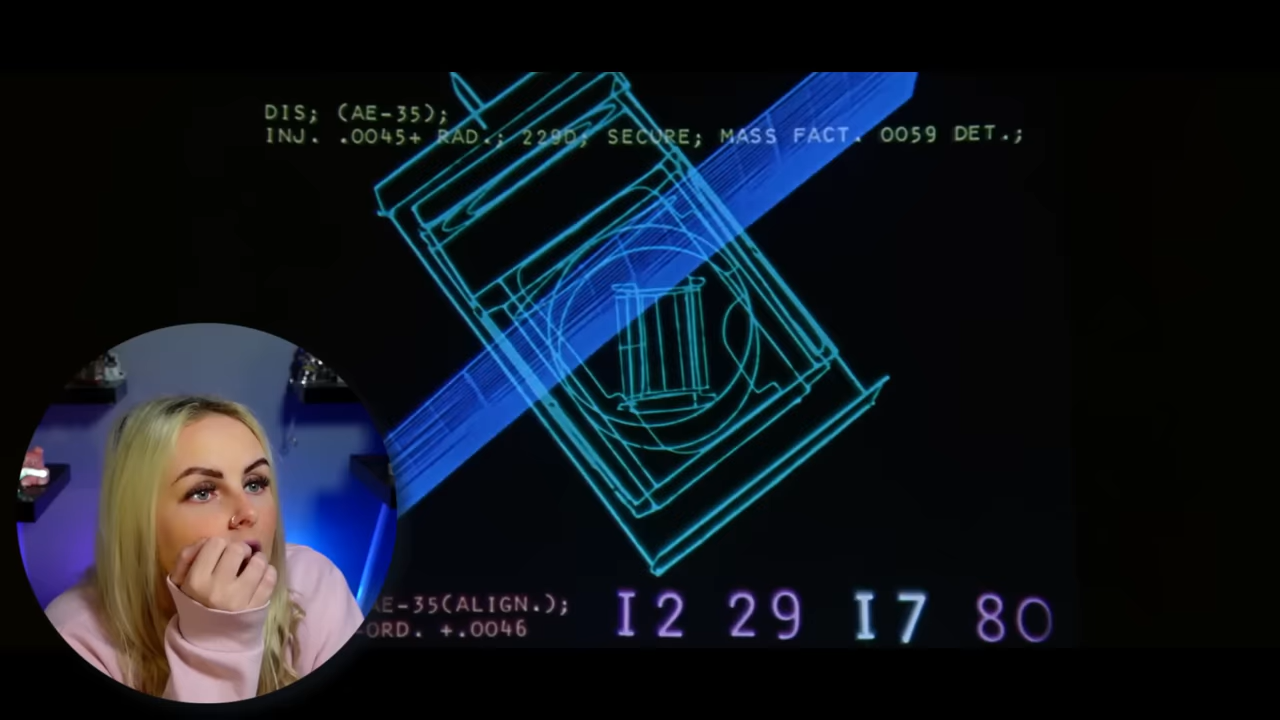 DIS; (AE-35);
INJ. .0045+ RAD.; 229D; SECURE; MASS FACT. 0059 DET.;
AE-35(ALIGN.);
ORD. +.0046
I2 29 I7 80